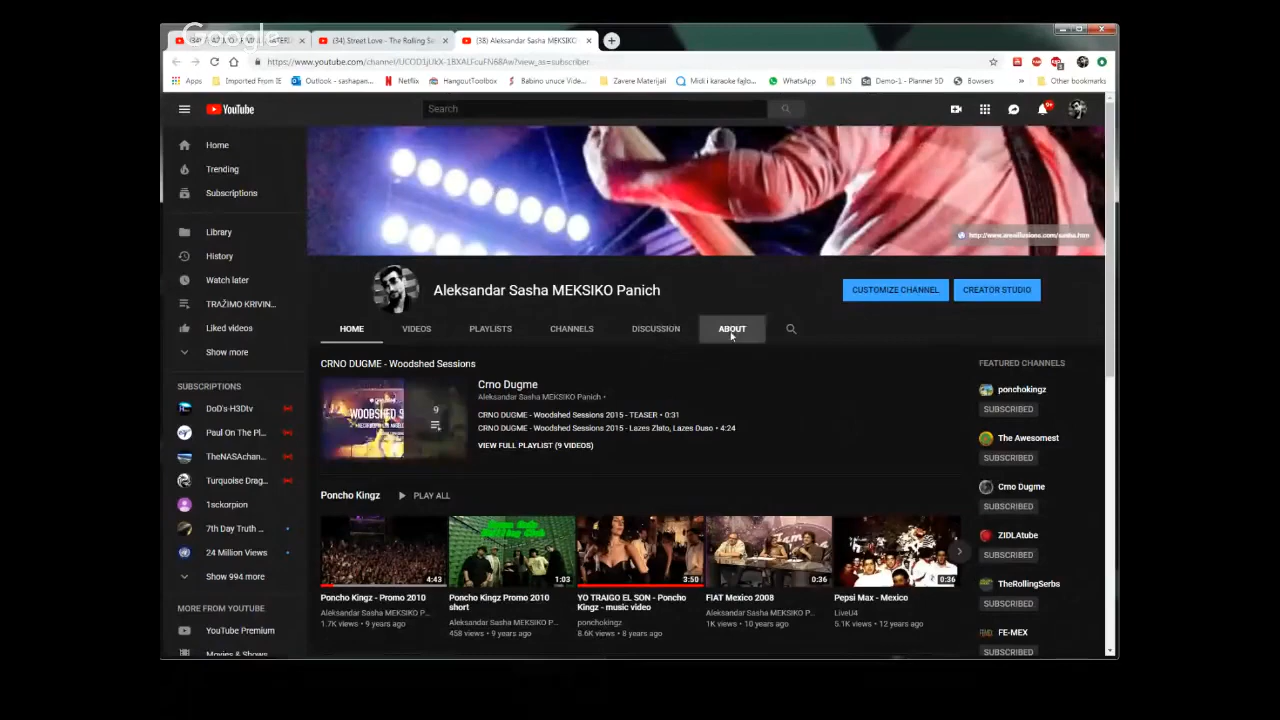 Google
(34) Street Love - The Rolling Se
(38) Aleksandar Sasha MEKSIKO
Apps
Imported From IE
Outlook - sashapan...
Netflix
HangoutToolbox
Babino unuce Vide...
Zavere Materijali
Midi i karaoke fajlo...
WhatsApp
INS
Demo-1 - Planner 5D
Bowsers
»
Other bookmarks
YouTube
Search
9+
Home
Trending
Subscriptions
Library
History
Watch later
TRAŽIMO KRIVIN...
Liked videos
Show more
SUBSCRIPTIONS
DoD's-H3Dtv
Paul On The Pl...
TheNASAchan...
Turquoise Drag...
1sckorpion
7th Day Truth ...
24 Million Views
Show 994 more
MORE FROM YOUTUBE
YouTube Premium
Movies & Shows
Aleksandar Sasha MEKSIKO Panich
CUSTOMIZE CHANNEL
CREATOR STUDIO
HOME
VIDEOS
PLAYLISTS
CHANNELS
DISCUSSION
ABOUT
CRNO DUGME - Woodshed Sessions
WOODSHED
9
Crno Dugme
Aleksandar Sasha MEKSIKO Panich •
CRNO DUGME - Woodshed Sessions 2015 - TEASER • 0:31
CRNO DUGME - Woodshed Sessions 2015 - Lazes Zlato, Lazes Duso • 4:24
VIEW FULL PLAYLIST (9 VIDEOS)
Poncho Kingz
PLAY ALL
4:43
Poncho Kingz - Promo 2010
Aleksandar Sasha MEKSIKO P...
1.7K views • 9 years ago
1:03
Poncho Kingz Promo 2010
short
Aleksandar Sasha MEKSIKO P...
458 views • 9 years ago
3:50
YO TRAIGO EL SON - Poncho
Kingz - music video
ponchokingz
8.6K views • 8 years ago
0:36
FIAT Mexico 2008
Aleksandar Sasha MEKSIKO P...
1K views • 10 years ago
0:36
Pepsi Max - Mexico
LiveU4
5.1K views • 12 years ago
FEATURED CHANNELS
ponchokingz
SUBSCRIBED
The Awesomest
SUBSCRIBED
Crno Dugme
SUBSCRIBED
ZIDLAtube
SUBSCRIBED
TheRollingSerbs
SUBSCRIBED
FE-MEX
SUBSCRIBED